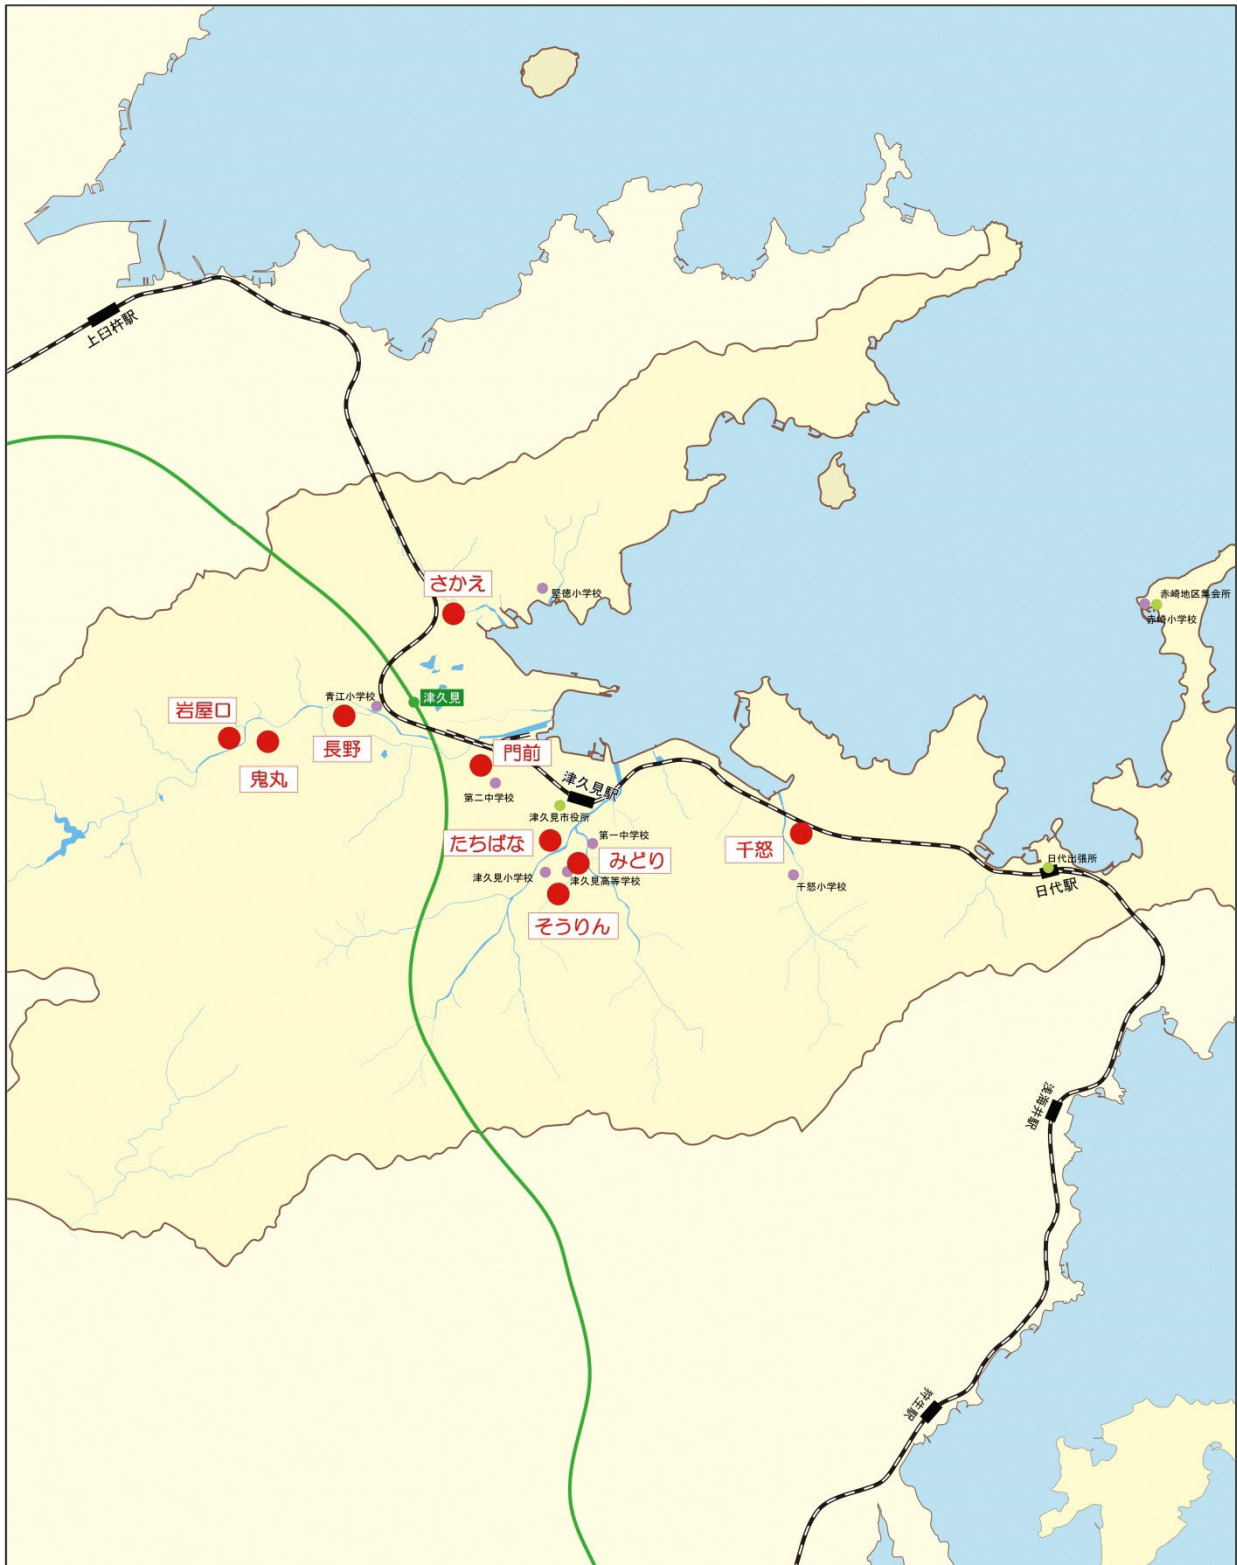 上臼杵駅
さかえ
堅徳小学校
赤崎地区集会所
赤崎小学校
青江小学校
津久見
岩屋口
長野
鬼丸
門前
第二中学校
津久見駅
津久見市役所
たちばな
第一中学校
みどり
千怒
津久見小学校
津久見高等学校
千怒小学校
そうりん
日代出張所
日代駅
浅海井駅
狩生駅